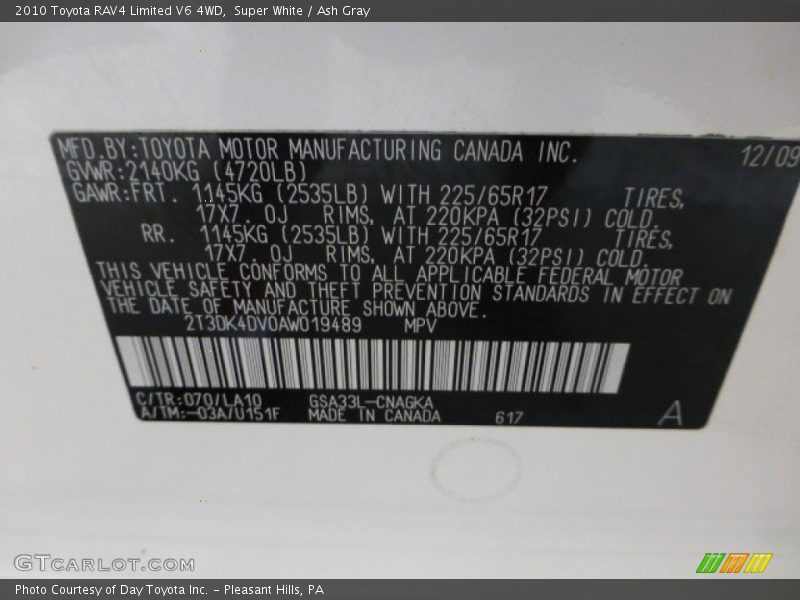 2010 Toyota RAV4 Limited V6 4WD,  Super White / Ash Gray
MFD.BY:TOYOTA MOTOR MANUFACTURING CANADA INC. 12/09
GVWR:2140KG (4720LB)
GAWR:FRT. 1145KG (2535LB) WITH 225/65R17 TIRES,
17X7.0J RIMS, AT 220KPA (32PSI) COLD.
RR. 1145KG (2535LB) WITH 225/65R17 TIRES,
17X7.0J RIMS, AT 220KPA (32PSI) COLD.
THIS VEHICLE CONFORMS TO ALL APPLICABLE FEDERAL MOTOR
VEHICLE SAFETY AND THEFT PREVENTION STANDARDS IN EFFECT ON
THE DATE OF MANUFACTURE SHOWN ABOVE.
2T3DK4DV0AW019489 MPV
C/TR:070/LA10 GSA33L-CNAGKA
A/TM:-03A/U151F MADE IN CANADA 617 A
GTCARLOT.COM
Photo Courtesy of Day Toyota Inc. - Pleasant Hills, PA